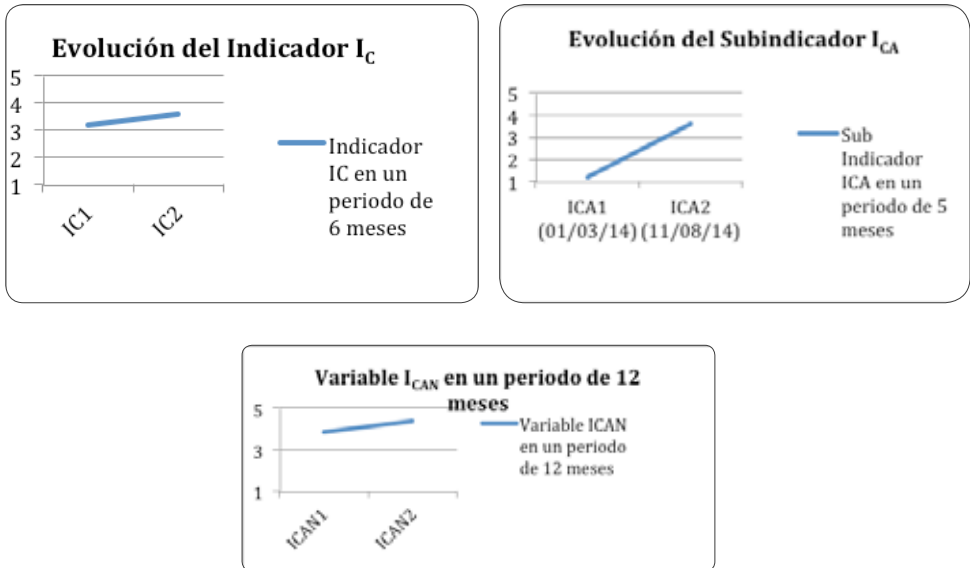 Evolución del Indicador IC
5
4
3
2
1
IC1
IC2
Indicador
IC en un
periodo de
6 meses
Evolución del Subindicador ICA
5
4
3
2
1
ICA1
(01/03/14)
ICA2
(11/08/14)
Sub
Indicador
ICA en un
periodo de 5
meses
Variable ICAN en un periodo de 12
meses
5
3
1
ICAN1
ICAN2
Variable ICAN
en un periodo
de 12 meses